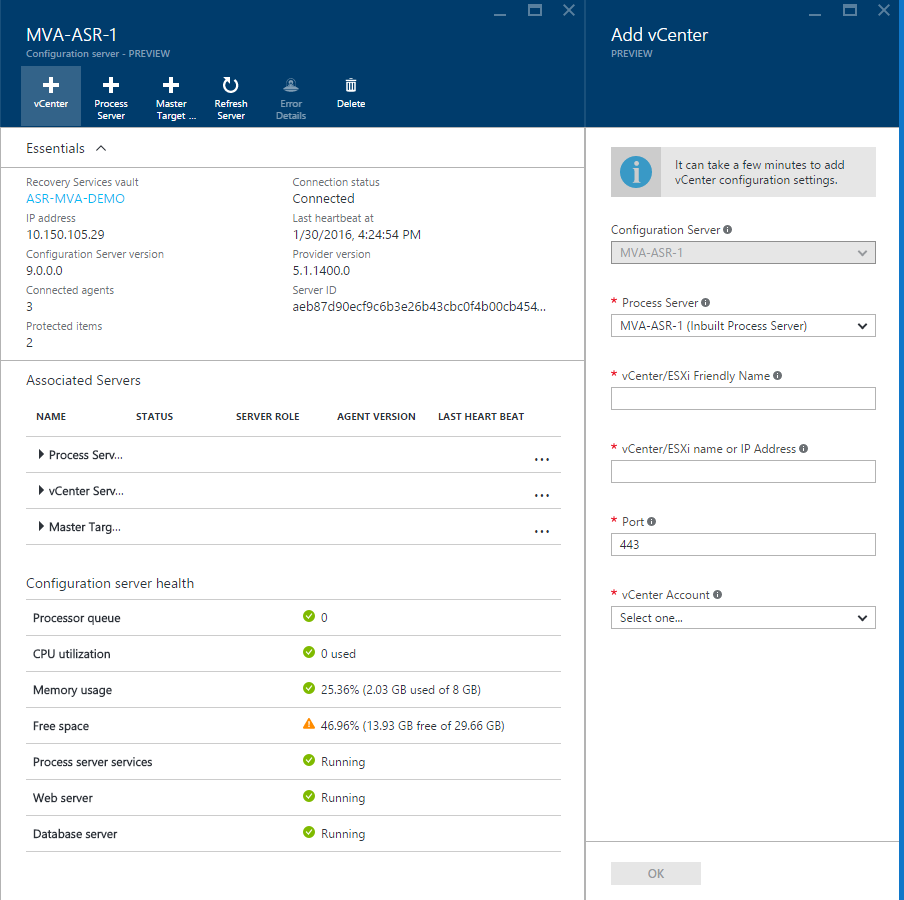 MVA-ASR-1
Configuration server - PREVIEW
vCenter
Process
Server
Master
Target ...
Refresh
Server
Error
Details
Delete
Essentials
Recovery Services vault
ASR-MVA-DEMO
IP address
10.150.105.29
Configuration Server version
9.0.0.0
Connected agents
3
Protected items
2
Connection status
Connected
Last heartbeat at
1/30/2016, 4:24:54 PM
Provider version
5.1.1400.0
Server ID
aeb87d90ecf9c6b3e26b43cbc0f4b00cb454...
Associated Servers
NAME STATUS SERVER ROLE AGENT VERSION LAST HEART BEAT
Process Serv... ...
vCenter Serv... ...
Master Targ... ...
Configuration server health
Processor queue 0
CPU utilization 0 used
Memory usage 25.36% (2.03 GB used of 8 GB)
Free space 46.96% (13.93 GB free of 29.66 GB)
Process server services Running
Web server Running
Database server Running
Add vCenter
PREVIEW
It can take a few minutes to add
vCenter configuration settings.
Configuration Server
MVA-ASR-1
* Process Server
MVA-ASR-1 (Inbuilt Process Server)
* vCenter/ESXi Friendly Name
* vCenter/ESXi name or IP Address
* Port
443
* vCenter Account
Select one...
OK